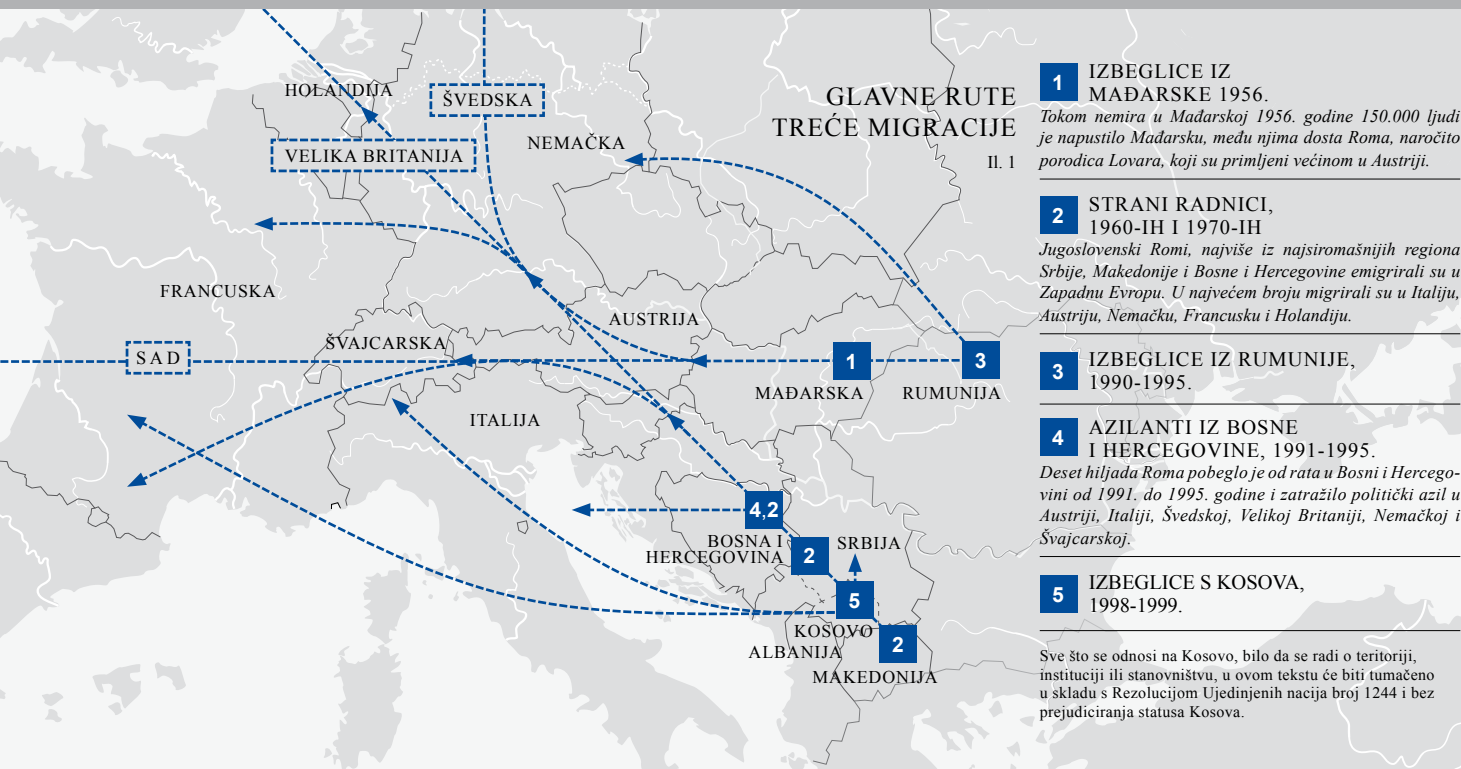 HOLANDIJA
ŠVEDSKA
VELIKA BRITANIJA
NEMAČKA
FRANCUSKA
AUSTRIJA
ŠVAJCARSKA
SAD
ITALIJA
1
MAĐARSKA
3
RUMUNIJA
4,2
BOSNA I
HERCEGOVINA
2
SRBIJA
5
KOSOVO
ALBANIJA
2
MAKEDONIJA
GLAVNE RUTE
TREĆE MIGRACIJE
Il. 1
1
IZBEGLICE IZ
MAĐARSKE 1956.
Tokom nemira u Mađarskoj 1956. godine 150.000 ljudi
je napustilo Mađarsku, među njima dosta Roma, naročito
porodica Lovara, koji su primljeni većinom u Austriji.
2
STRANI RADNICI,
1960-IH I 1970-IH
Jugoslovenski Romi, najviše iz najsiromašnijih regiona
Srbije, Makedonije i Bosne i Hercegovine emigrirali su u
Zapadnu Evropu. U najvećem broju migrirali su u Italiju,
Austriju, Nemačku, Francusku i Holandiju.
3
IZBEGLICE IZ RUMUNIJE,
1990-1995.
4
AZILANTI IZ BOSNE
I HERCEGOVINE, 1991-1995.
Deset hiljada Roma pobeglo je od rata u Bosni i Hercego-
vini od 1991. do 1995. godine i zatražilo politički azil u
Austriji, Italiji, Švedskoj, Velikoj Britaniji, Nemačkoj i
Švajcarskoj.
5
IZBEGLICE S KOSOVA,
1998-1999.
Sve što se odnosi na Kosovo, bilo da se radi o teritoriji,
instituciji ili stanovništvu, u ovom tekstu će biti tumačeno
u skladu s Rezolucijom Ujedinjenih nacija broj 1244 i bez
prejudiciranja statusa Kosova.